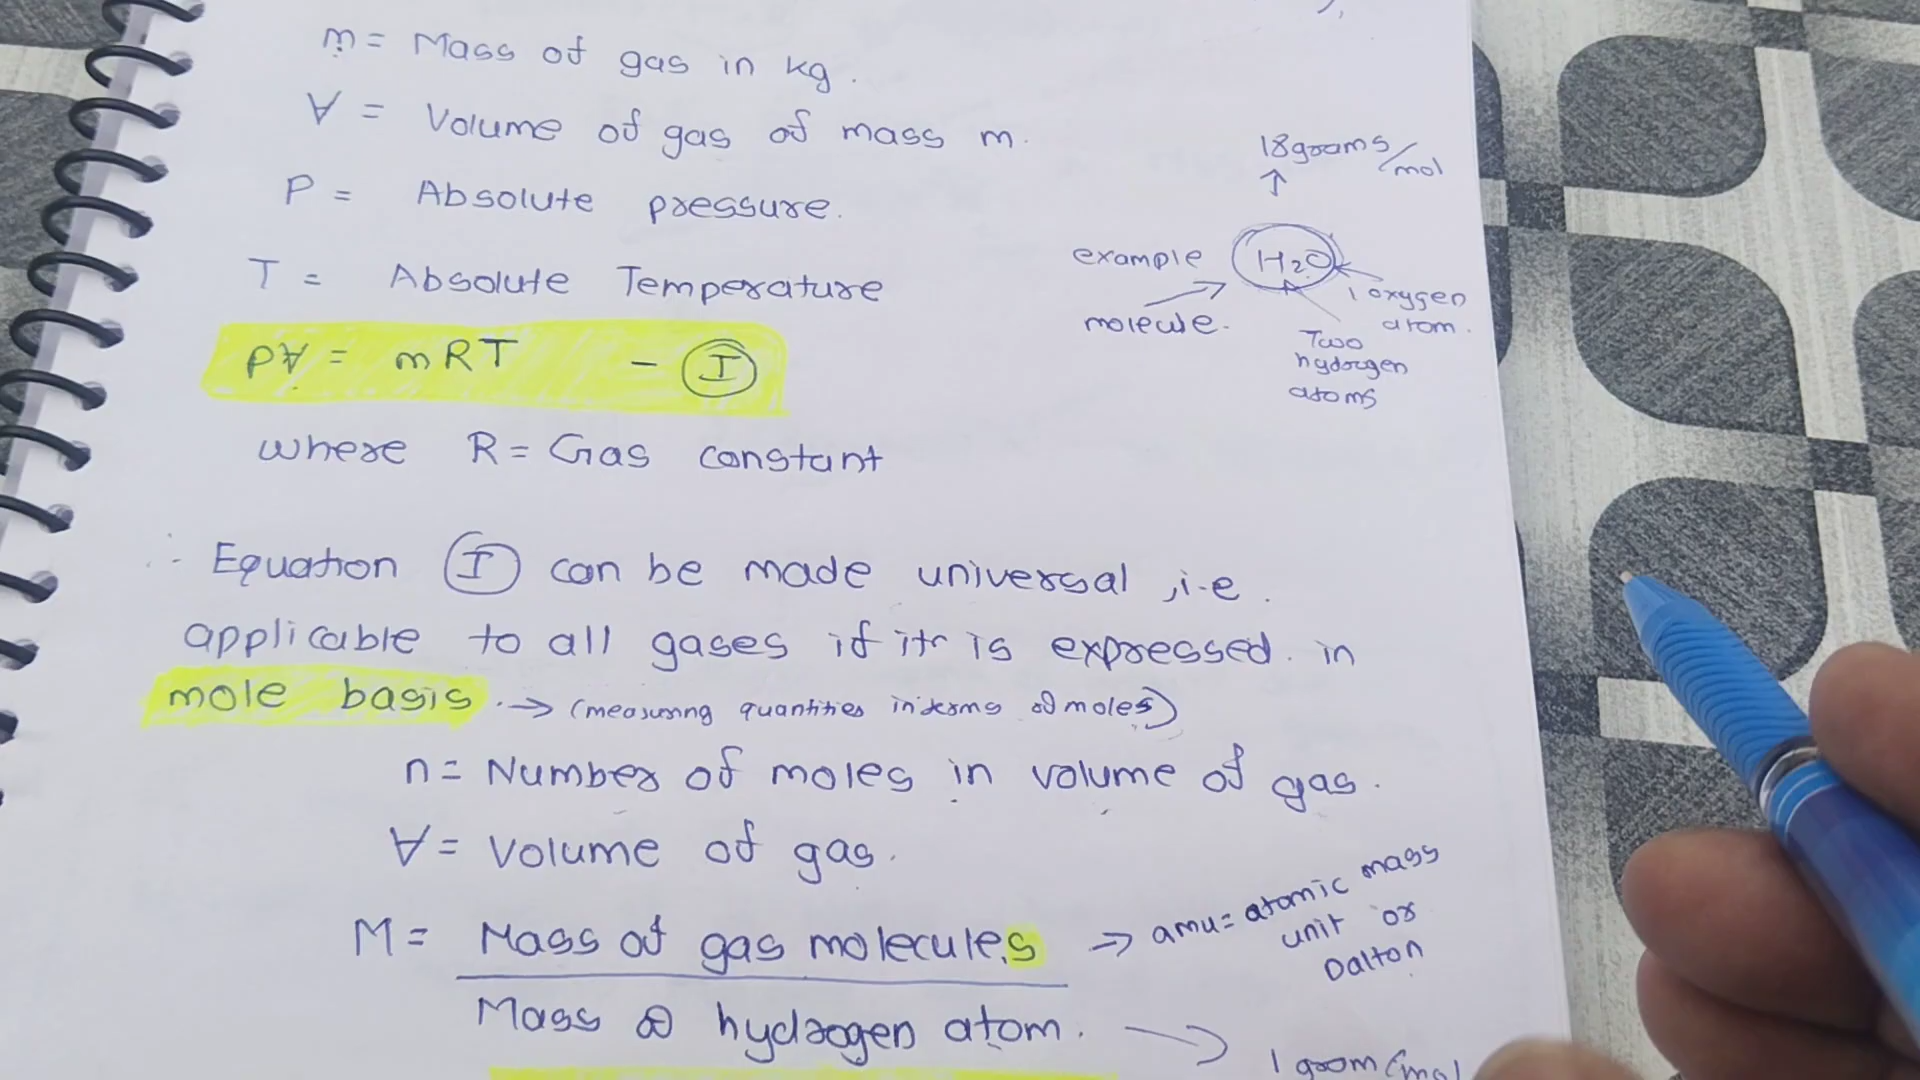 m = Mass of gas in kg.
∀ = Volume of gas of mass m.
P = Absolute pressure.
T = Absolute Temperature
P∀ = mRT - I
where R = Gas constant
18 grams/mol
↑
example
molecule.
H2O
1 oxygen
atom.
Two
hydrogen
atoms
∴ Equation I can be made universal, i.e.
applicable to all gases if it is expressed. in
mole basis. → (measuring quantities in terms of moles)
n = Number of moles in volume of gas.
∀ = Volume of gas.
M = Mass of gas molecules → amu = atomic mass
unit or
Dalton
Mass of hydrogen atom. →
1 gram/mol